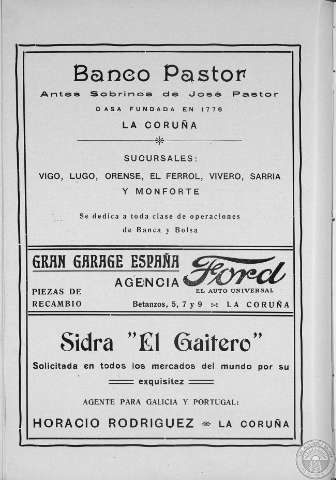 Banco Pastor
Antes Sobrinos de José Pastor
CASA FUNDADA EN 1776
LA CORUÑA
SUCURSALES:
VIGO, LUGO, ORENSE, EL FERROL, VIVERO, SARRIA
Y MONFORTE
Se dedica a toda clase de operaciones
de Banca y Bolsa
GRAN GARAGE ESPAÑA
AGENCIA Ford
EL AUTO UNIVERSAL
PIEZAS DE
RECAMBIO
Betanzos, 5, 7 y 9 LA CORUÑA
Sidra "El Gaitero"
Solicitada en todos los mercados del mundo por su
exquisitez
AGENTE PARA GALICIA Y PORTUGAL:
HORACIO RODRIGUEZ LA CORUÑA